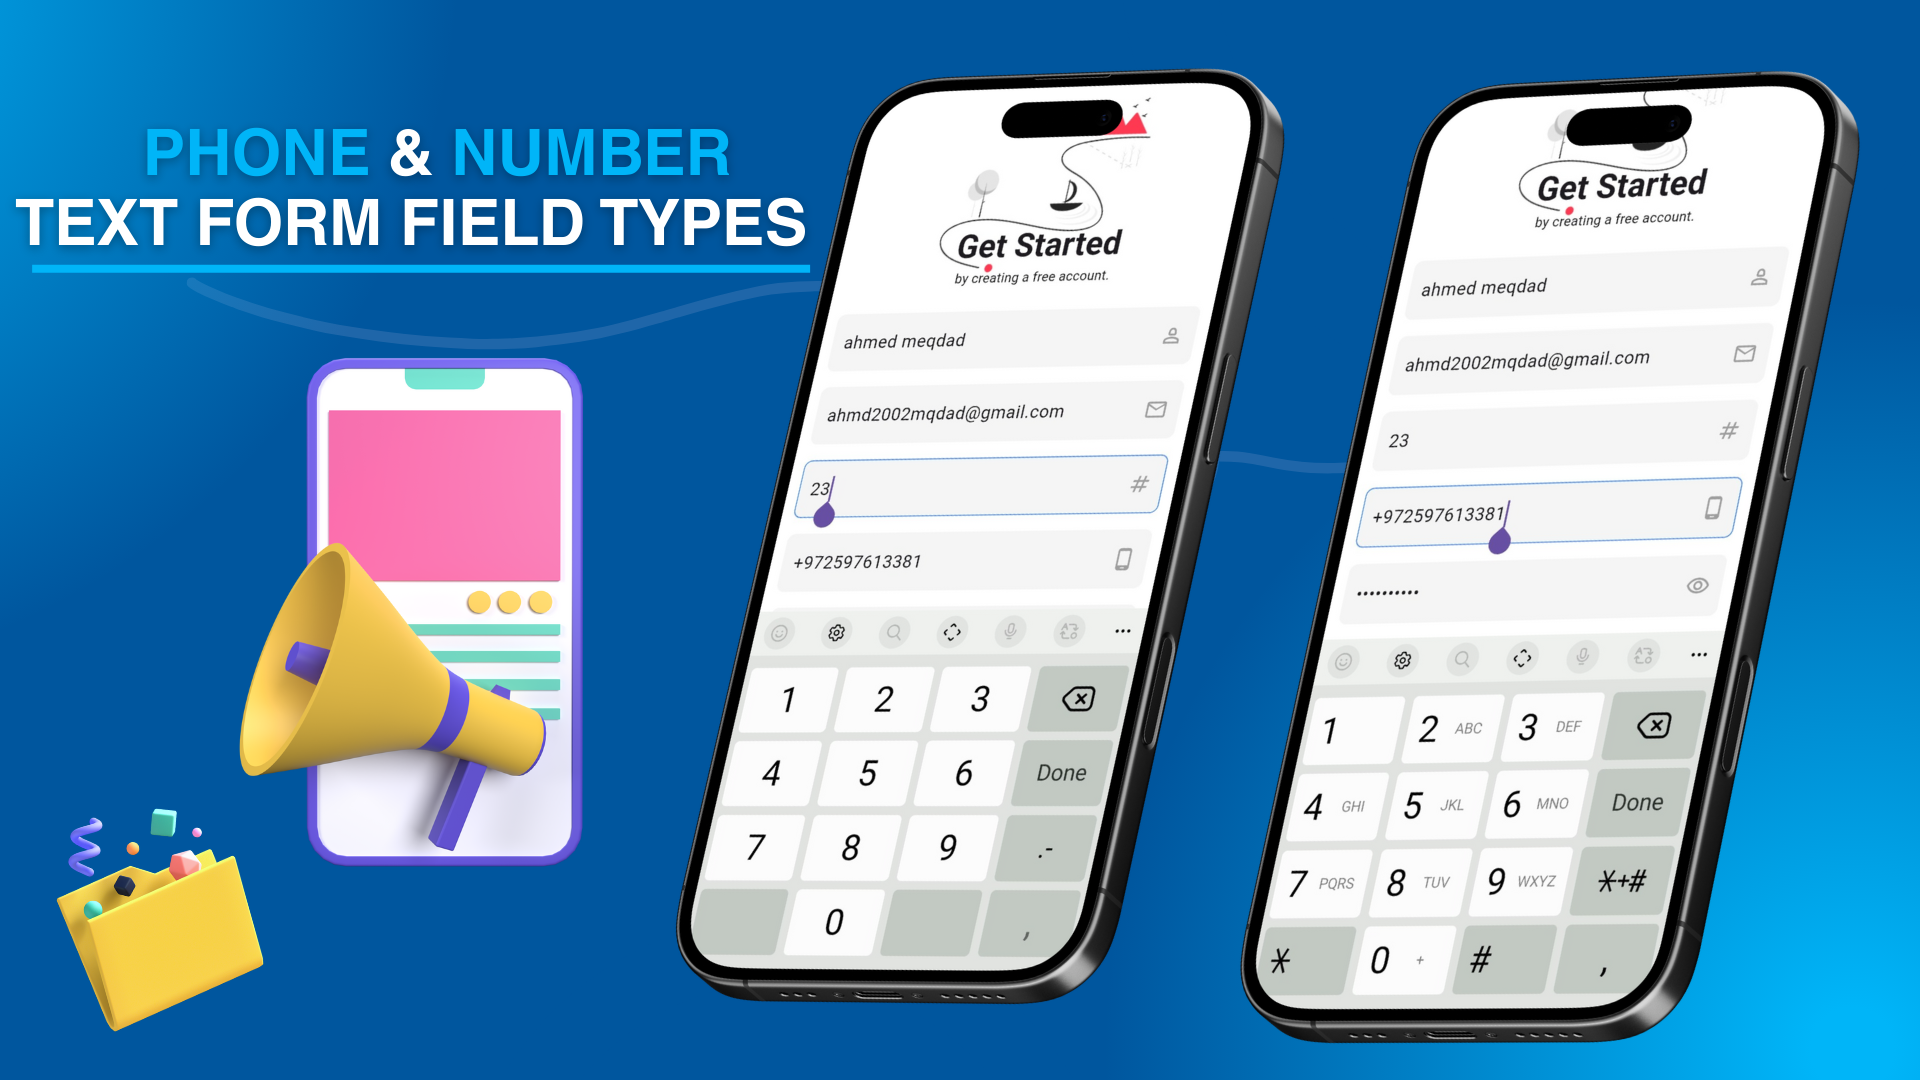 PHONE & NUMBER
TEXT FORM FIELD TYPES
Get Started
by creating a free account.
ahmed meqdad
ahmd2002mqdad@gmail.com
23 #
+972597613381
1 2 3
4 5 6 Done
7 8 9 .-
0 ,
Get Started
by creating a free account.
ahmed meqdad
ahmd2002mqdad@gmail.com
23 #
+972597613381
••••••••••
1 2 ABC 3 DEF
4 GHI 5 JKL 6 MNO Done
7 PQRS 8 TUV 9 WXYZ *+#
* 0 + # ,